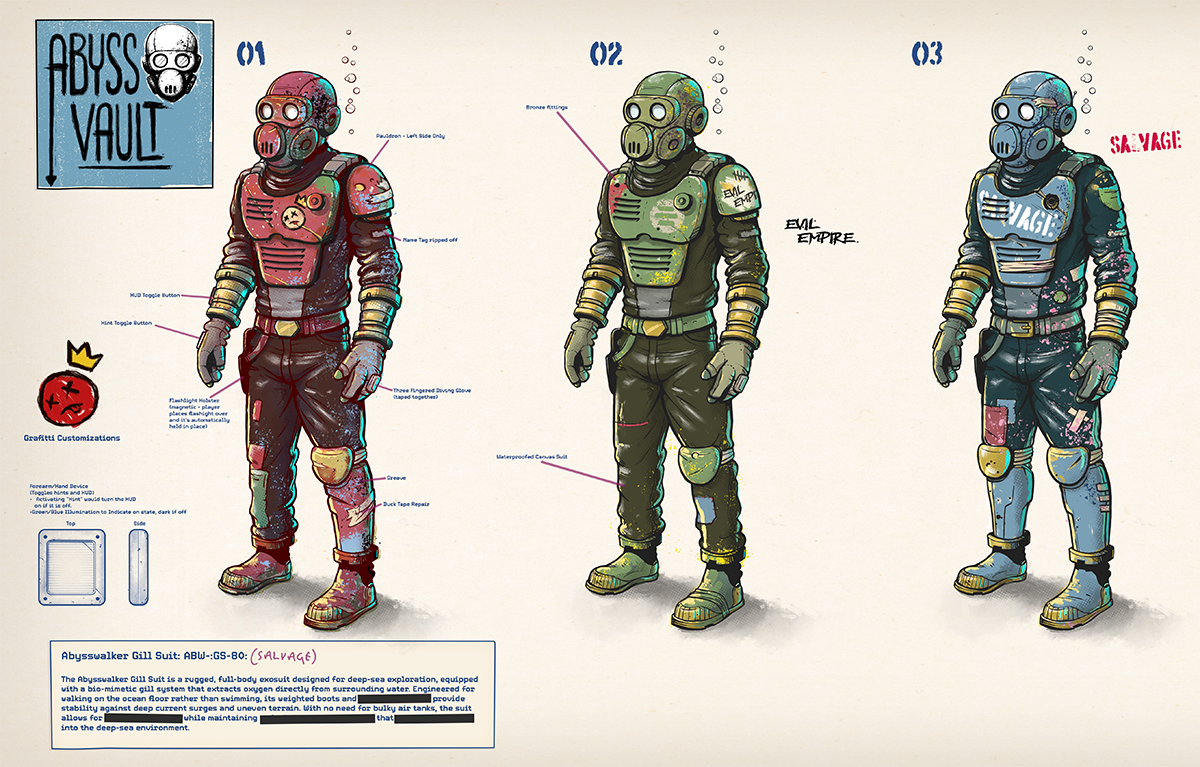 ABYSS
VAULT
01
02
03
Bronze fittings
Pauldron - Left Side Only
SALVAGE
EVIL
EMPI
SALVAGE
EVIL
EMPIRE.
Name Tag ripped off
HUD Toggle Button
Hint Toggle Button
Three Fingered Diving Glove
(taped together)
Flashlight Holster
(magnetic - player
places flashlight over
and it's automatically
held in place)
Grafitti Customizations
Waterproofed Canvas Suit
Greave
Duck Tape Repair
Forearm/Hand Device
(Toggles hints and HUD)
- Activating "Hint" would turn the HUD
on if it is off.
-Green/Blue Illumination to Indicate on state, dark if off
Top
Side
Abysswalker Gill Suit: ABW-:GS-80: (SALVAGE)
The Abysswalker Gill Suit is a rugged, full-body exosuit designed for deep-sea exploration, equipped
with a bio-mimetic gill system that extracts oxygen directly from surrounding water. Engineered for
walking on the ocean floor rather than swimming, its weighted boots and provide
stability against deep current surges and uneven terrain. With no need for bulky air tanks, the suit
allows for while maintaining that
into the deep-sea environment.